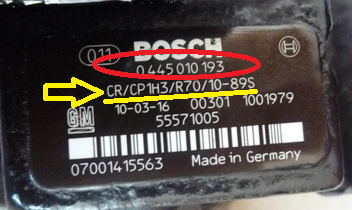 011 BOSCH
0 445 010 193
CR/CP1H3/R70/10-89S
10-03-16 00301 1001979
GM 55571005
07001415563 Made in Germany